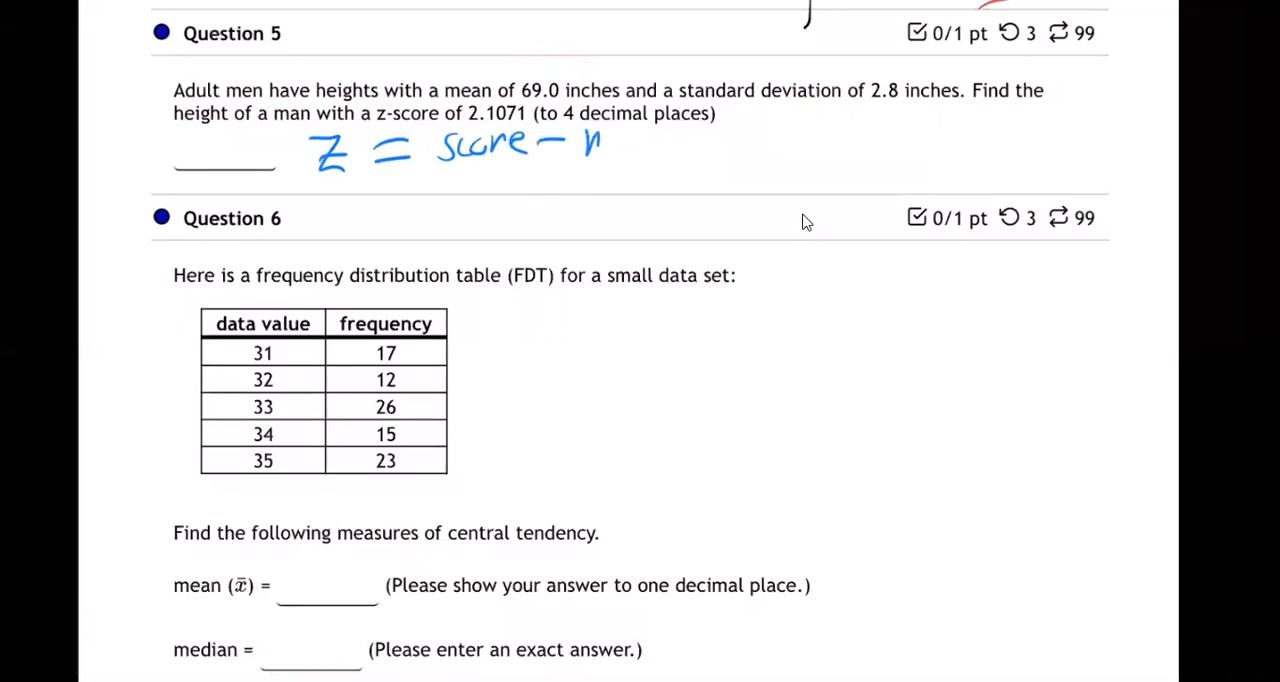 Question 5
0/1 pt 3 99
Adult men have heights with a mean of 69.0 inches and a standard deviation of 2.8 inches. Find the
height of a man with a z-score of 2.1071 (to 4 decimal places)
z = score -
Question 6
0/1 pt 3 99
Here is a frequency distribution table (FDT) for a small data set:
data value frequency
31 17
32 12
33 26
34 15
35 23
Find the following measures of central tendency.
mean (x̄) = (Please show your answer to one decimal place.)
median = (Please enter an exact answer.)